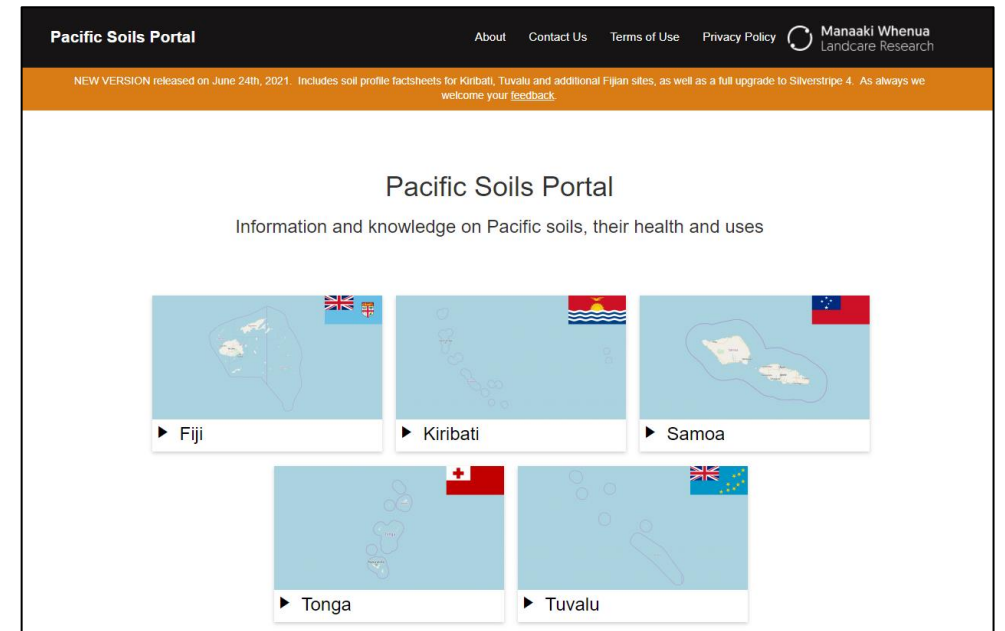 Pacific Soils Portal
About Contact Us Terms of Use Privacy Policy
Manaaki Whenua
Landcare Research
NEW VERSION released on June 24th, 2021. Includes soil profile factsheets for Kiribati, Tuvalu and additional Fijian sites, as well as a full upgrade to Silverstripe 4. As always we
welcome your feedback.
Pacific Soils Portal
Information and knowledge on Pacific soils, their health and uses
Fiji
Kiribati
Samoa
Tonga
Tuvalu